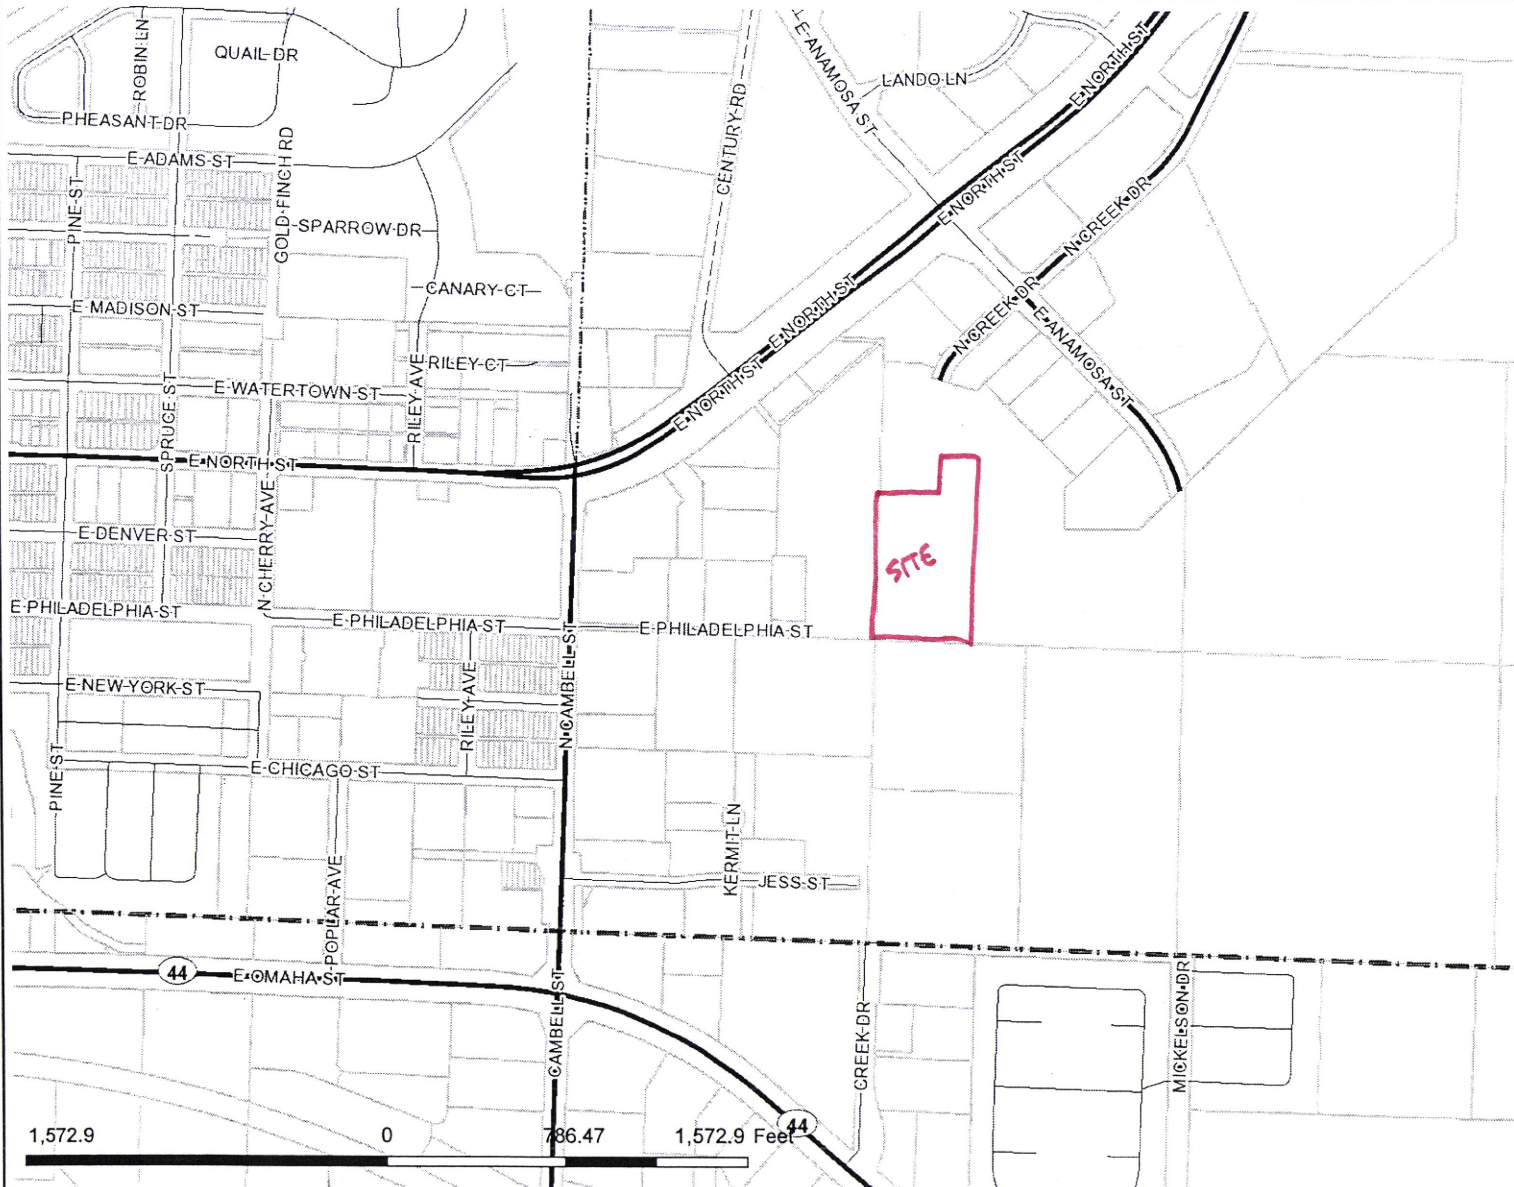 ROBIN LN
QUAIL DR
PHEASANT DR
E ADAMS ST
GOLD FINCH RD
PINE ST
SPARROW DR
CANARY CT
E MADISON ST
RILEY CT
RILEY AVE
E WATERTOWN ST
SPRUCE ST
E NORTH ST
N CHERRY AVE
E DENVER ST
E PHILADELPHIA ST
E PHILADELPHIA ST
E PHILADELPHIA ST
E NEW YORK ST
RILEY AVE
N CAMBELL ST
PINE ST
E CHICAGO ST
POPLAR AVE
KERMIT LN
JESS ST
44
E OMAHA ST
CAMBELL ST
CREEK DR
MICKELSON DR
44
CENTURY RD
E ANAMOSA ST
LANDO LN
E NORTH ST
E NORTH ST
E NORTH ST
E NORTH ST
E NORTH ST
N CREEK DR
N CREEK DR
E ANAMOSA ST
SITE
1,572.9 0 786.47 1,572.9 Feet